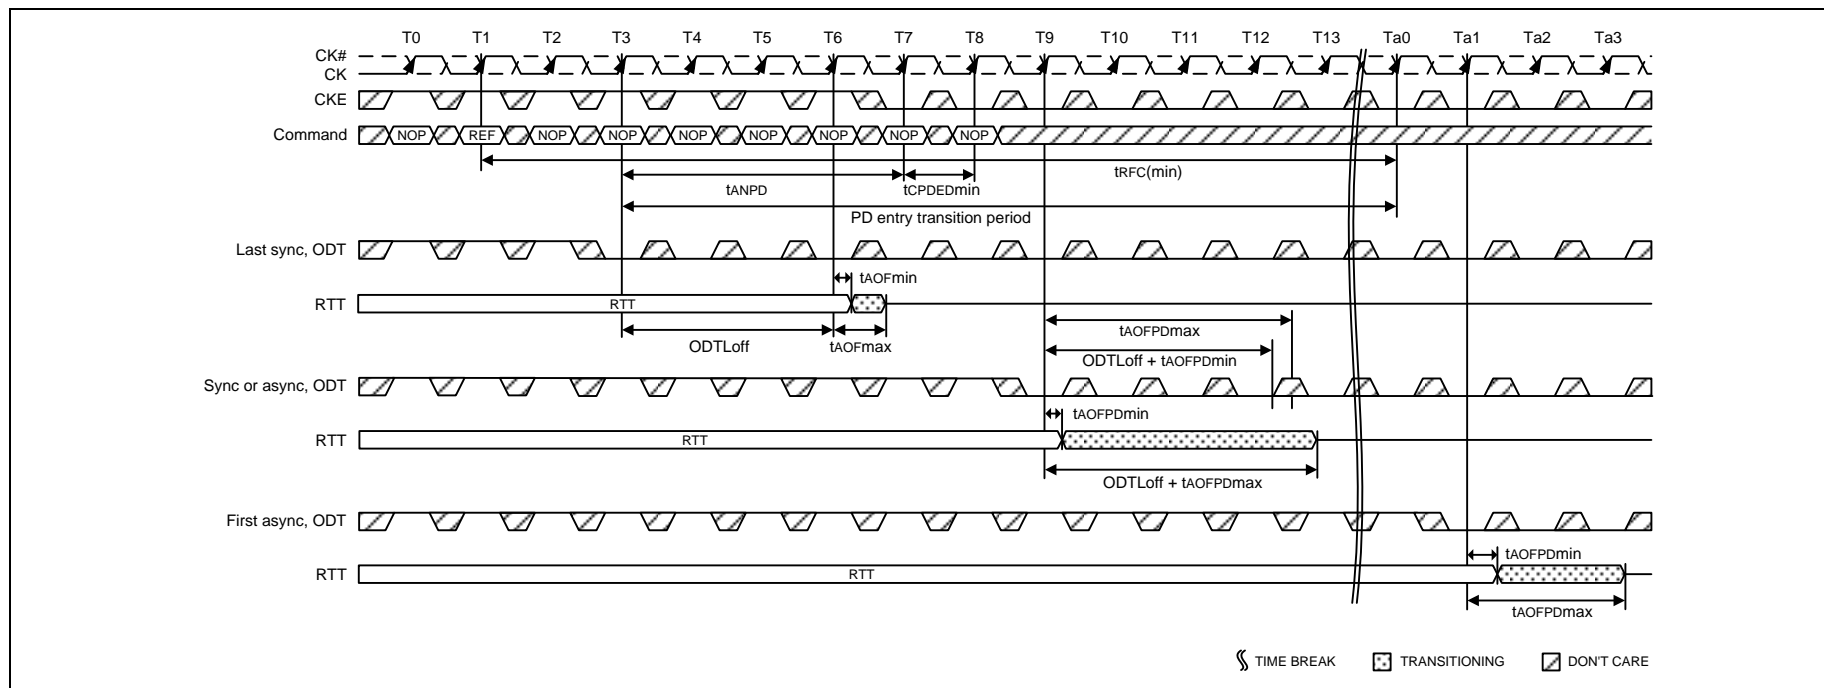 T0 T1 T2 T3 T4 T5 T6 T7 T8 T9 T10 T11 T12 T13 Ta0 Ta1 Ta2 Ta3
CK#
CK
CKE
Command NOP REF NOP NOP NOP NOP NOP NOP NOP
tRFC(min)
tANPD tCPDEDmin
PD entry transition period
Last sync, ODT
tAOFmin
RTT RTT
tAOFPDmax
ODTLoff tAOFmax
ODTLoff + tAOFPDmin
Sync or async, ODT
tAOFPDmin
RTT RTT
ODTLoff + tAOFPDmax
First async, ODT
tAOFPDmin
RTT RTT
tAOFPDmax
TIME BREAK TRANSITIONING DON'T CARE